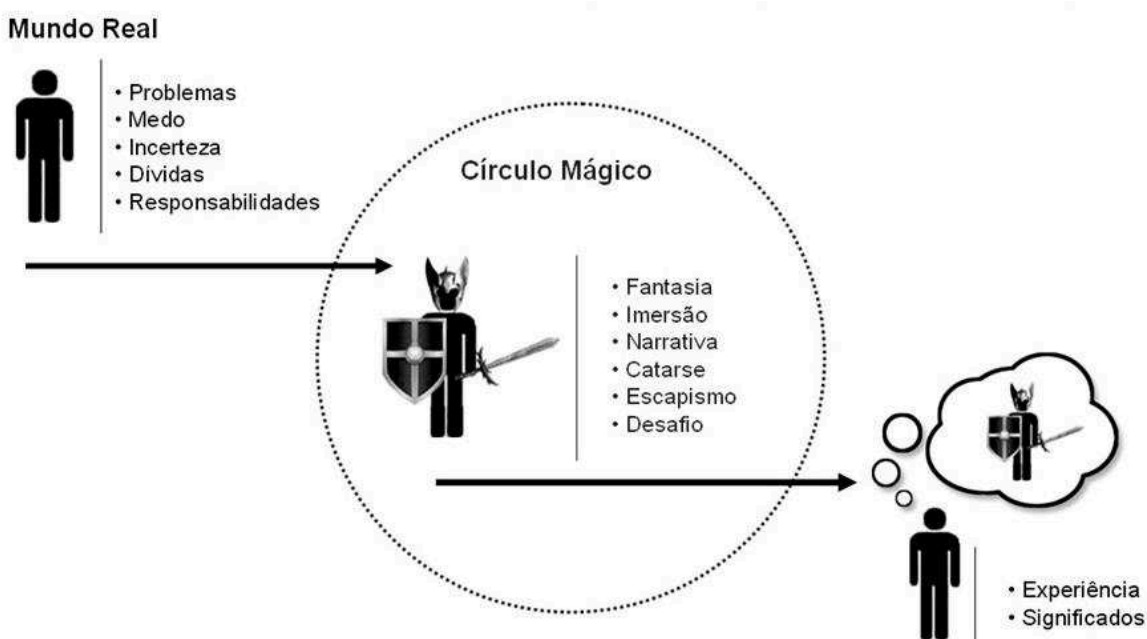 Mundo Real
• Problemas
• Medo
• Incerteza
• Dívidas
• Responsabilidades
Círculo Mágico
• Fantasia
• Imersão
• Narrativa
• Catarse
• Escapismo
• Desafio
• Experiência
• Significados